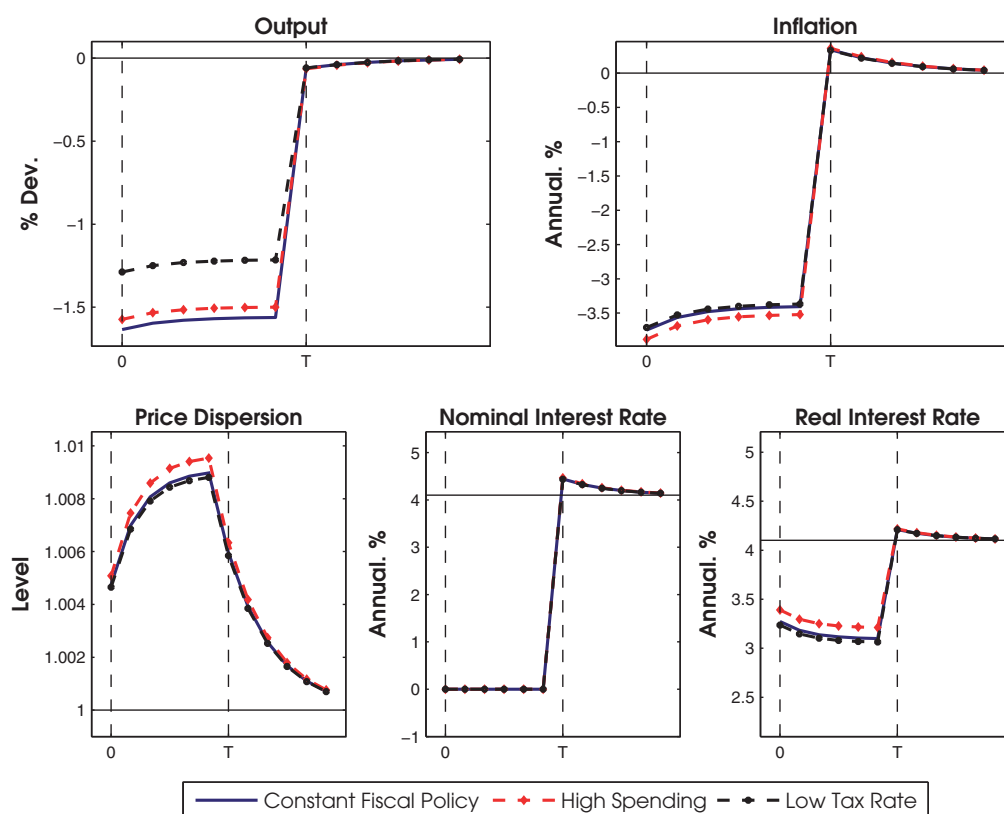 Output
0
−0.5
−1
−1.5
% Dev.
0
T
Inflation
0
−0.5
−1
−1.5
−2
−2.5
−3
−3.5
Annual. %
0
T
Price Dispersion
1.01
1.008
1.006
1.004
1.002
1
Level
0
T
Nominal Interest Rate
5
4
3
2
1
0
−1
Annual. %
0
T
Real Interest Rate
5
4.5
4
3.5
3
2.5
Annual. %
0
T
Constant Fiscal Policy High Spending Low Tax Rate